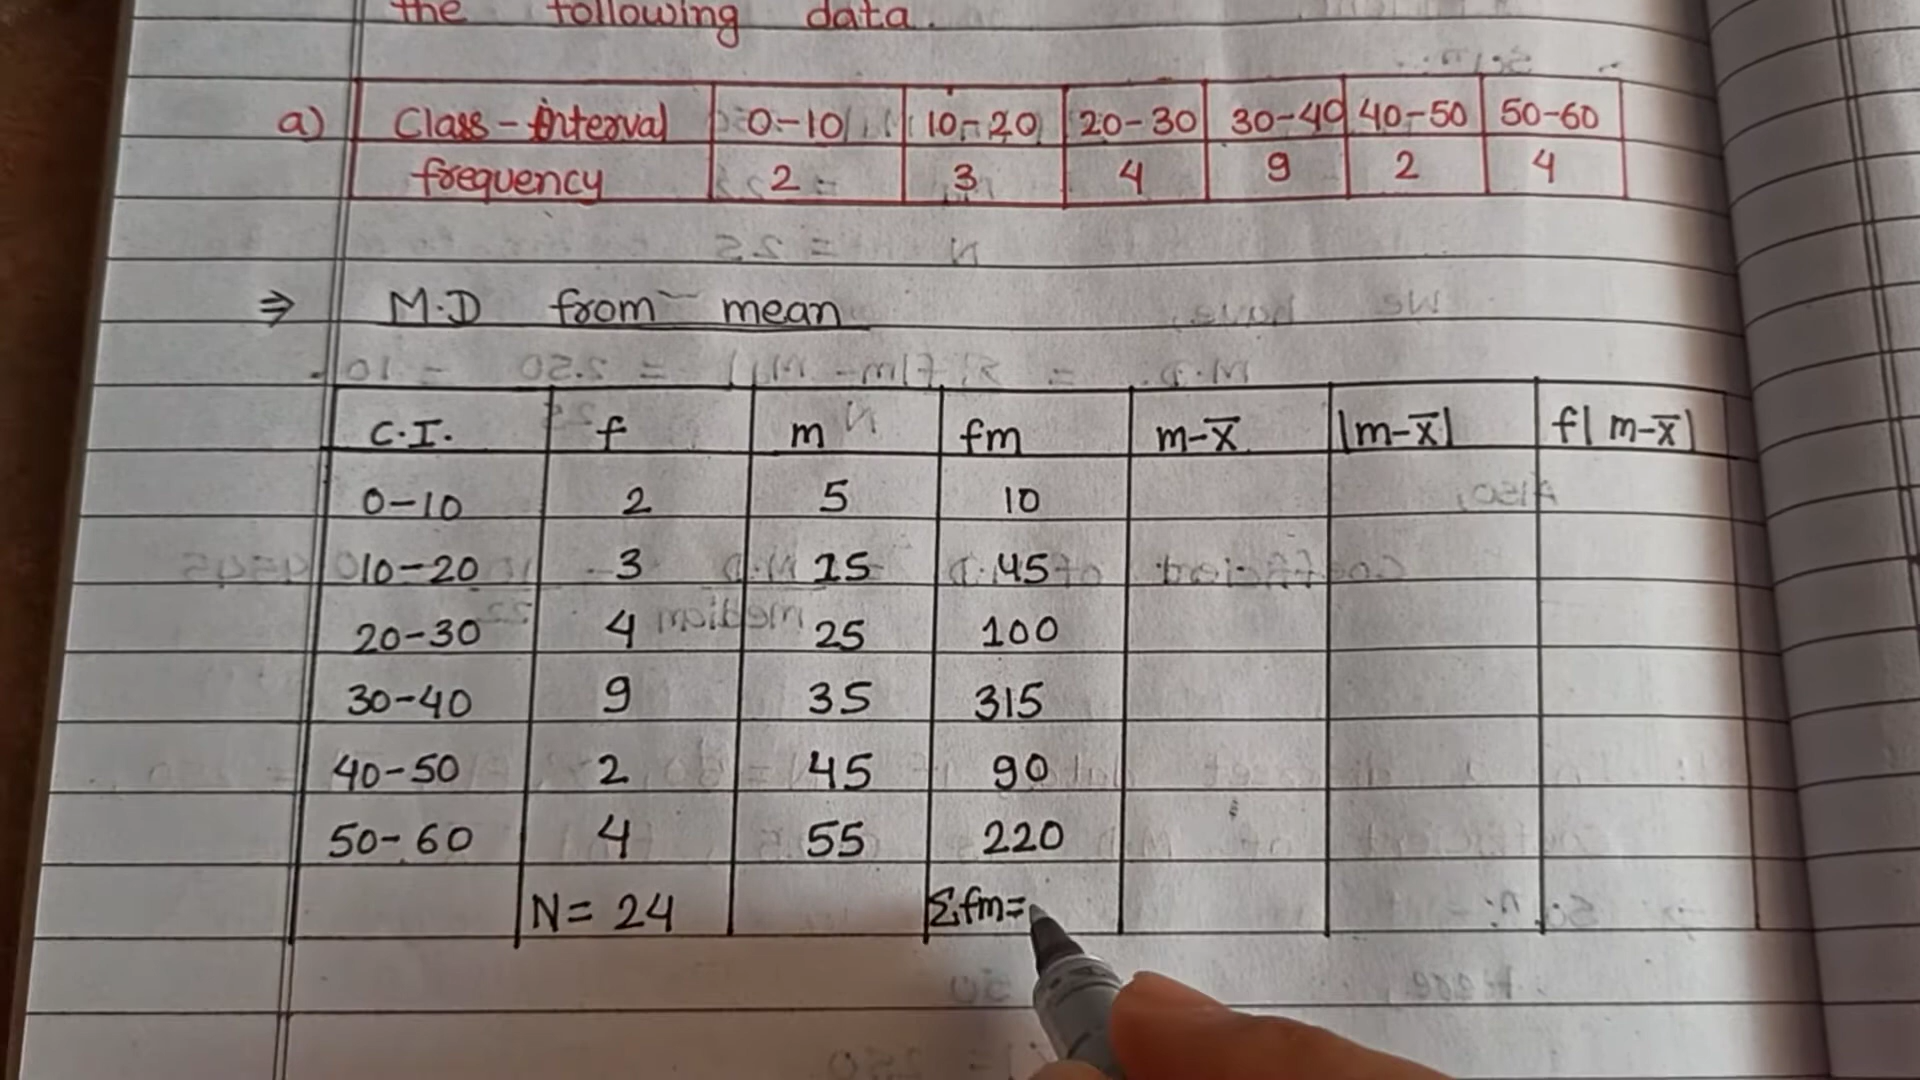 the following data.
a) Class-Interval 0-10 10-20 20-30 30-40 40-50 50-60
frequency 2 3 4 9 2 4
⇒ M.D from mean
C.I. f m fm m-x̅ |m-x̅| f|m-x̅|
0-10 2 5 10
10-20 3 15 45
20-30 4 25 100
30-40 9 35 315
40-50 2 45 90
50-60 4 55 220
N = 24 Σfm=